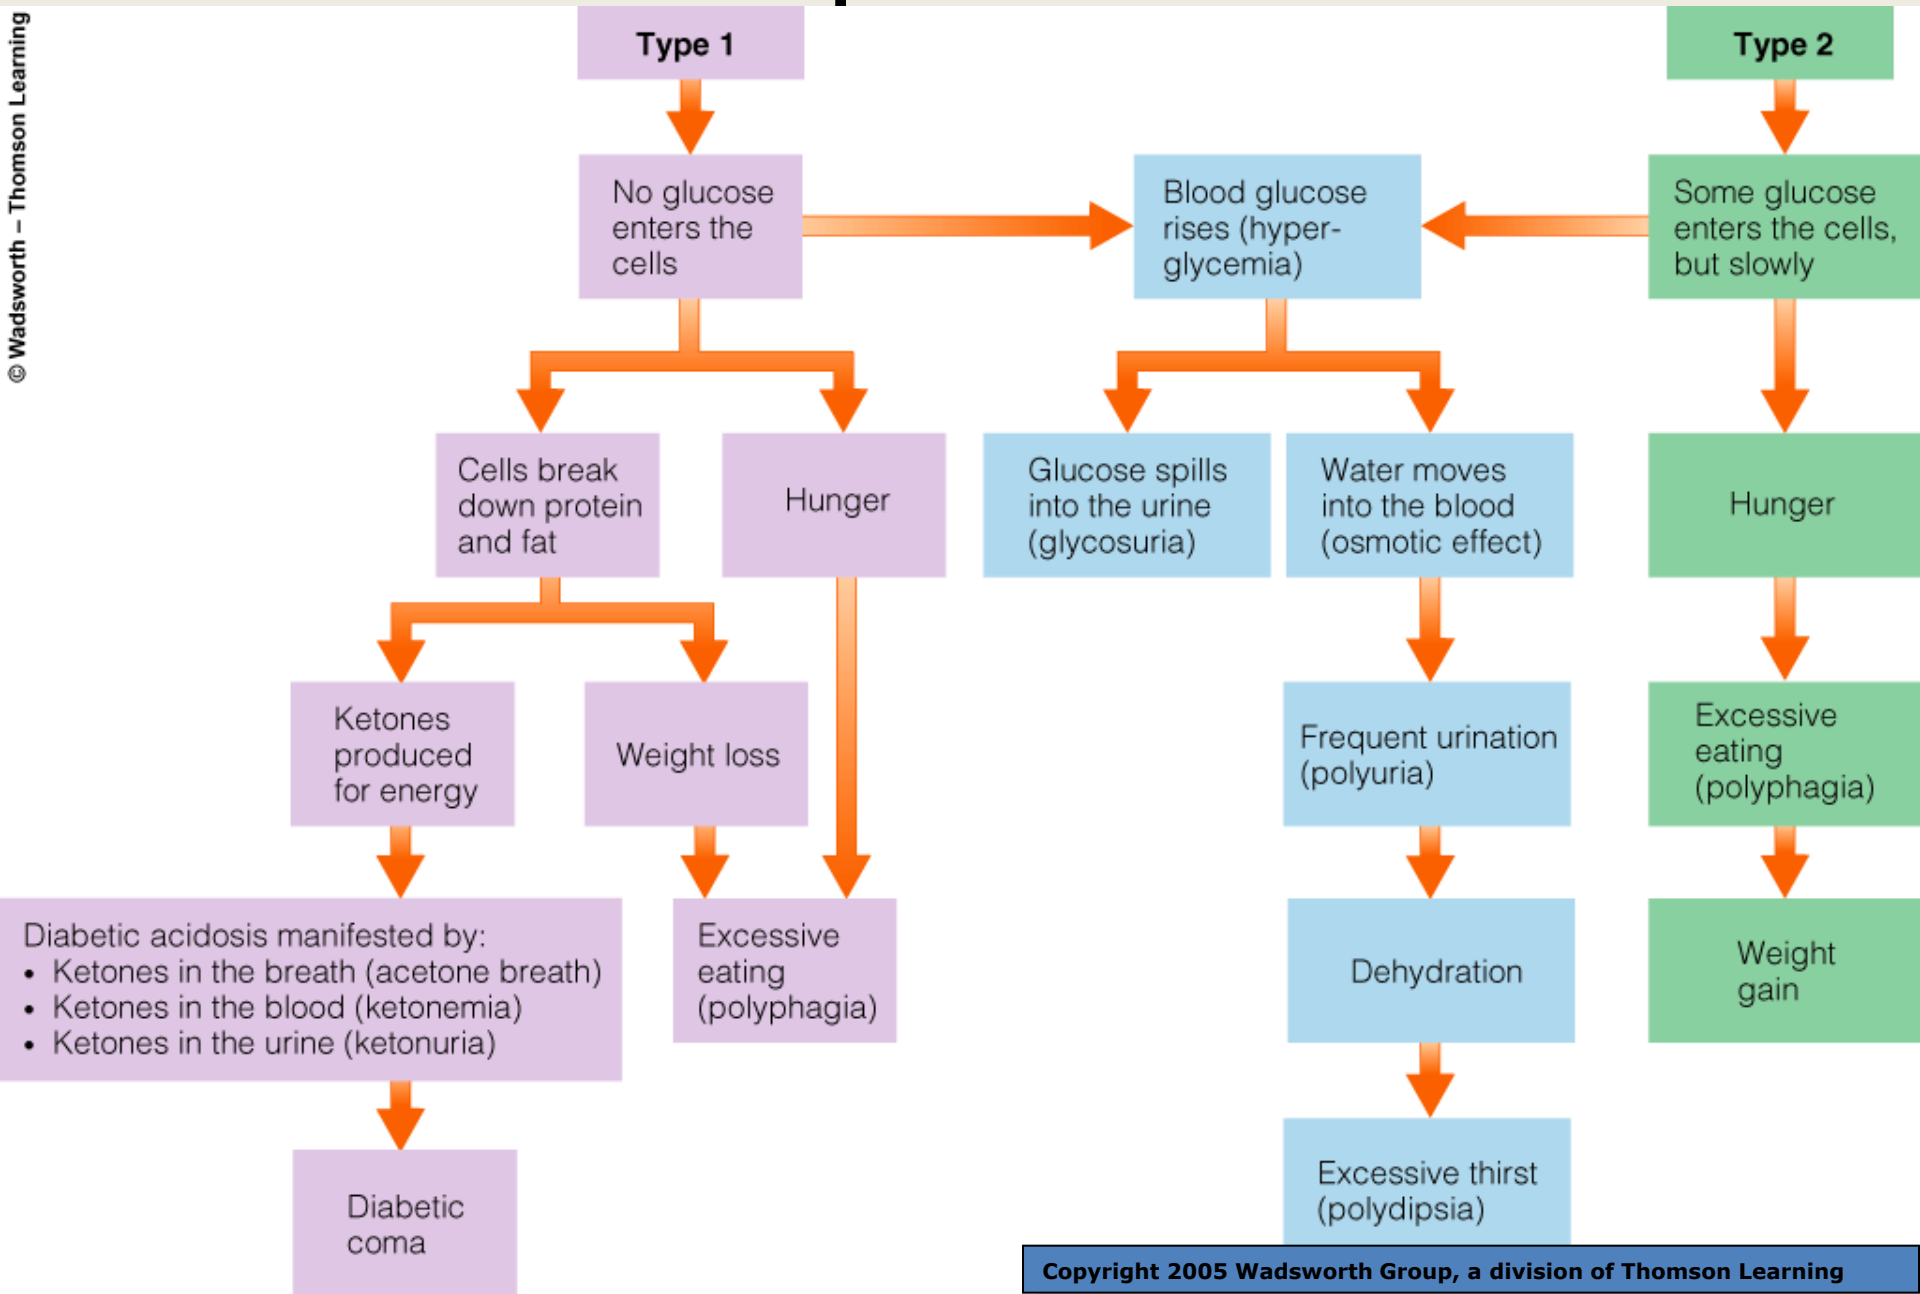 © Wadsworth – Thomson Learning
Type 1
Type 2
No glucose
enters the
cells
Blood glucose
rises (hyper-
glycemia)
Some glucose
enters the cells,
but slowly
Cells break
down protein
and fat
Hunger
Glucose spills
into the urine
(glycosuria)
Water moves
into the blood
(osmotic effect)
Hunger
Ketones
produced
for energy
Weight loss
Frequent urination
(polyuria)
Excessive
eating
(polyphagia)
Diabetic acidosis manifested by:
• Ketones in the breath (acetone breath)
• Ketones in the blood (ketonemia)
• Ketones in the urine (ketonuria)
Excessive
eating
(polyphagia)
Dehydration
Weight
gain
Diabetic
coma
Excessive thirst
(polydipsia)
Copyright 2005 Wadsworth Group, a division of Thomson Learning